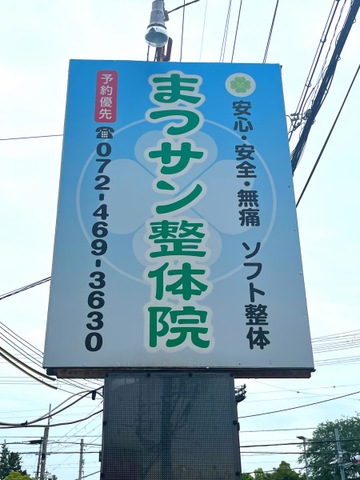 安心・安全・無痛 ソフト整体
まつサン整体院
予約優先
☎072-469-3630